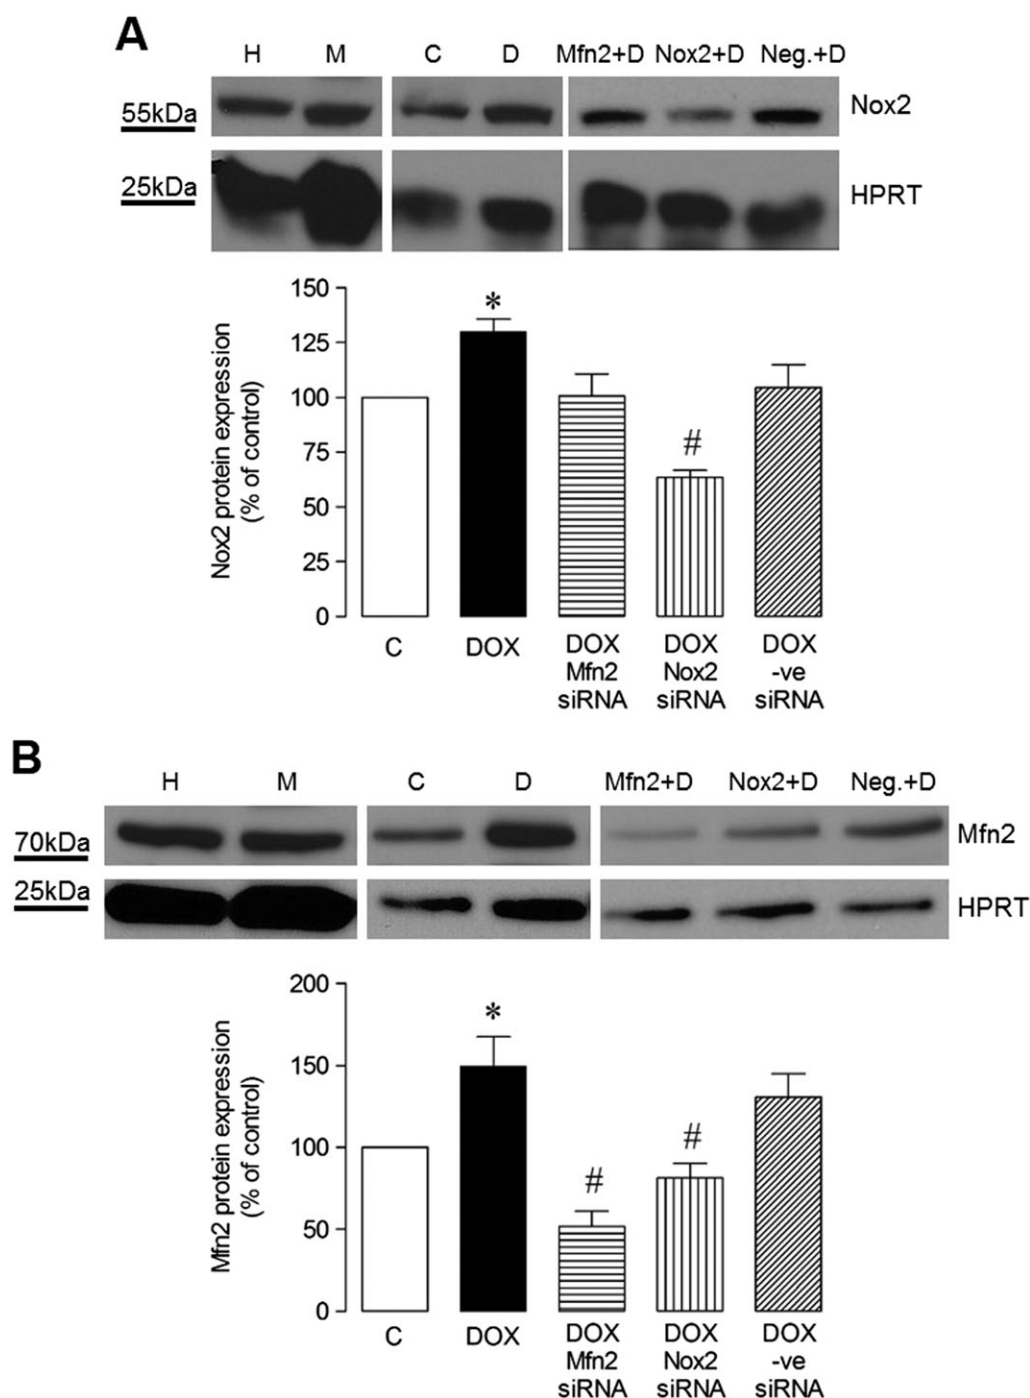 A
H M C D Mfn2+D Nox2+D Neg.+D
55kDa Nox2
25kDa HPRT
Nox2 protein expression
(% of control)
150
125
100
75
50
25
0
*
#
C DOX DOX DOX DOX
Mfn2 Nox2 -ve
siRNA siRNA siRNA
B
H M C D Mfn2+D Nox2+D Neg.+D
70kDa Mfn2
25kDa HPRT
Mfn2 protein expression
(% of control)
200
150
100
50
0
*
# #
C DOX DOX DOX DOX
Mfn2 Nox2 -ve
siRNA siRNA siRNA